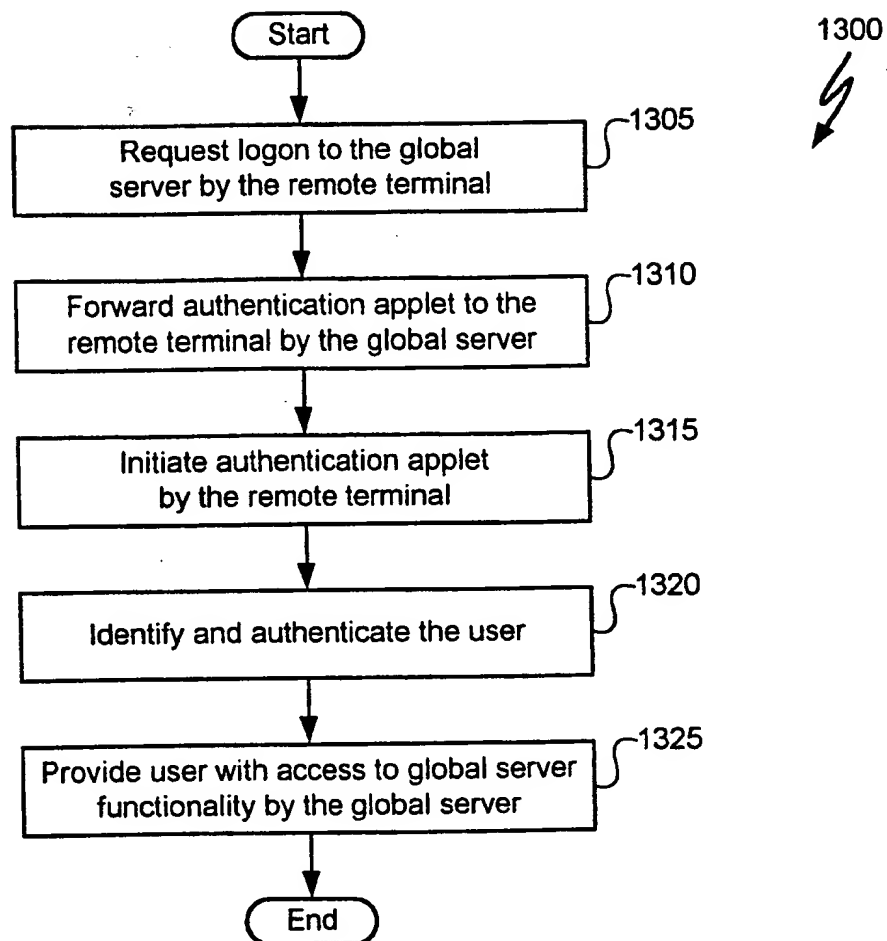 Start
1300
1305
Request logon to the global
server by the remote terminal
1310
Forward authentication applet to the
remote terminal by the global server
1315
Initiate authentication applet
by the remote terminal
1320
Identify and authenticate the user
1325
Provide user with access to global server
functionality by the global server
End